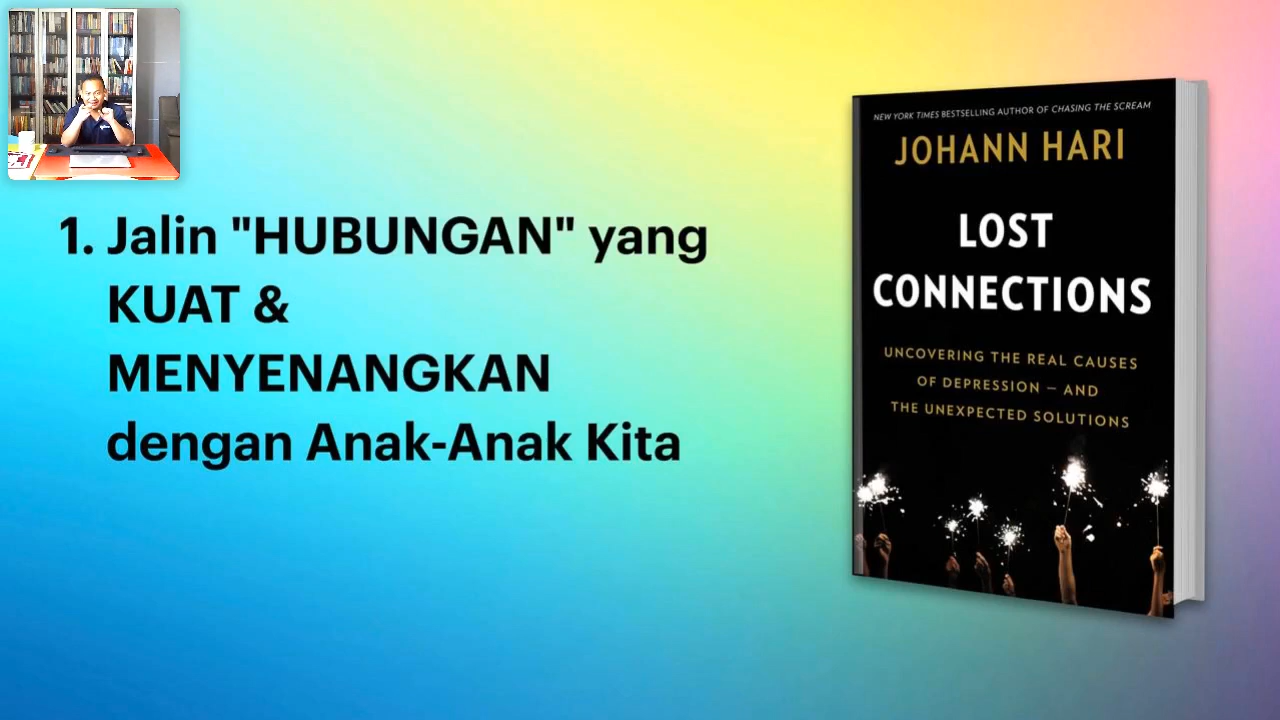 1. Jalin "HUBUNGAN" yang
KUAT &
MENYENANGKAN
dengan Anak-Anak Kita
NEW YORK TIMES BESTSELLING AUTHOR OF CHASING THE SCREAM
JOHANN HARI
LOST
CONNECTIONS
UNCOVERING THE REAL CAUSES
OF DEPRESSION – AND
THE UNEXPECTED SOLUTIONS